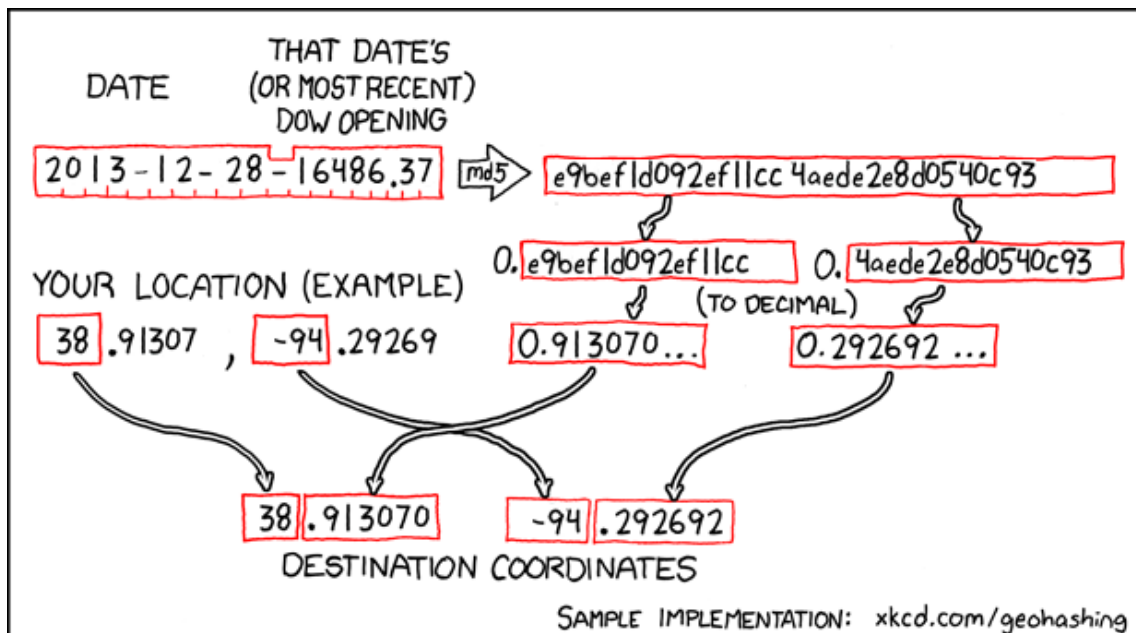 DATE
THAT DATE'S
(OR MOST RECENT)
DOW OPENING
2013-12-28-16486.37
md5
e9bef1d092ef11cc4aede2e8d0540c93
0.e9bef1d092ef11cc
0.4aede2e8d0540c93
(TO DECIMAL)
YOUR LOCATION (EXAMPLE)
38.91307, -94.29269
0.913070...
0.292692...
38.913070
-94.292692
DESTINATION COORDINATES
SAMPLE IMPLEMENTATION: xkcd.com/geohashing